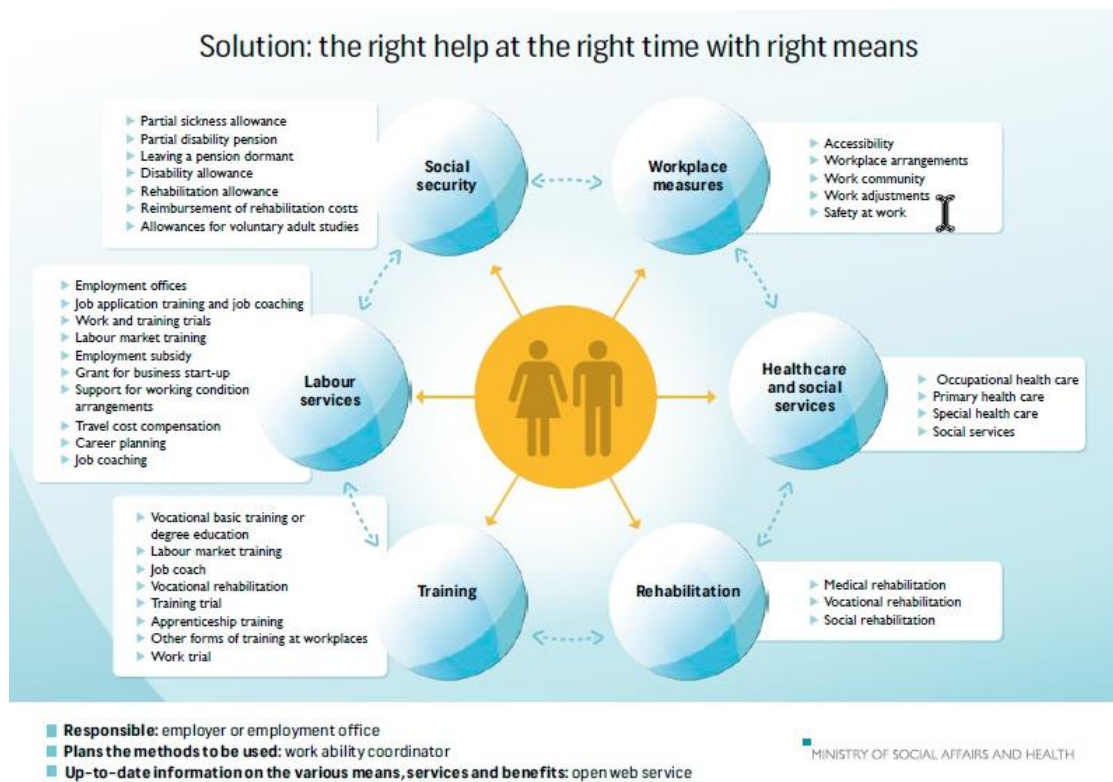 Solution: the right help at the right time with right means
Partial sickness allowance
Partial disability pension
Leaving a pension dormant
Disability allowance
Rehabilitation allowance
Reimbursement of rehabilitation costs
Allowances for voluntary adult studies
Social
security
Workplace
measures
Accessibility
Workplace arrangements
Work community
Work adjustments
Safety at work
Employment offices
Job application training and job coaching
Work and training trials
Labour market training
Employment subsidy
Grant for business start-up
Support for working condition
arrangements
Travel cost compensation
Career planning
Job coaching
Labour
services
Health care
and social
services
Occupational health care
Primary health care
Special health care
Social services
Vocational basic training or
degree education
Labour market training
Job coach
Vocational rehabilitation
Training trial
Apprenticeship training
Other forms of training at workplaces
Work trial
Training
Rehabilitation
Medical rehabilitation
Vocational rehabilitation
Social rehabilitation
Responsible: employer or employment office
Plans the methods to be used: work ability coordinator
Up-to-date information on the various means, services and benefits: open web service
MINISTRY OF SOCIAL AFFAIRS AND HEALTH